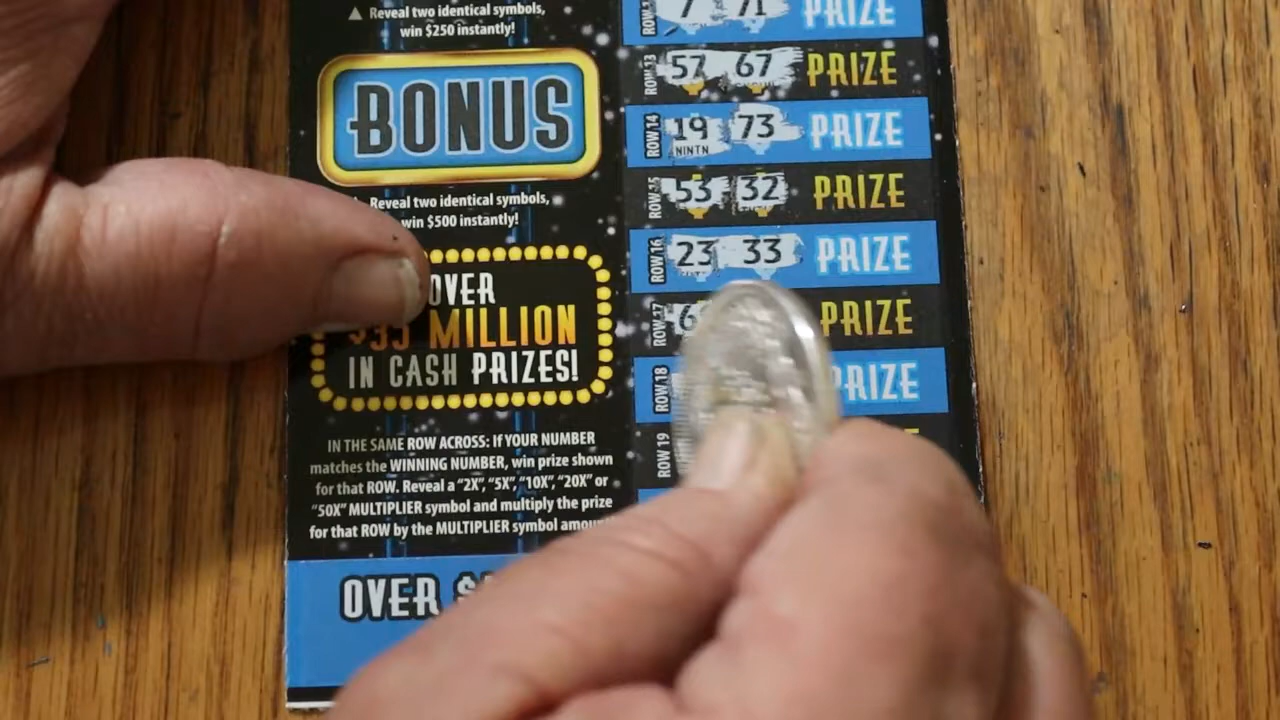 Reveal two identical symbols,
win $250 instantly!
BONUS
Reveal two identical symbols,
win $500 instantly!
OVER
MILLION
IN CASH PRIZES!
IN THE SAME ROW ACROSS: IF YOUR NUMBER
matches the WINNING NUMBER, win prize shown
for that ROW. Reveal a "2X", "5X", "10X", "20X" or
"50X" MULTIPLIER symbol and multiply the prize
for that ROW by the MULTIPLIER symbol
OVER
7 71 PRIZE
ROW 13 57 67 PRIZE
ROW 14 19 73 PRIZE
NINTN
ROW 15 53 32 PRIZE
ROW 16 23 33 PRIZE
ROW 17 PRIZE
ROW 18 PRIZE
ROW 19